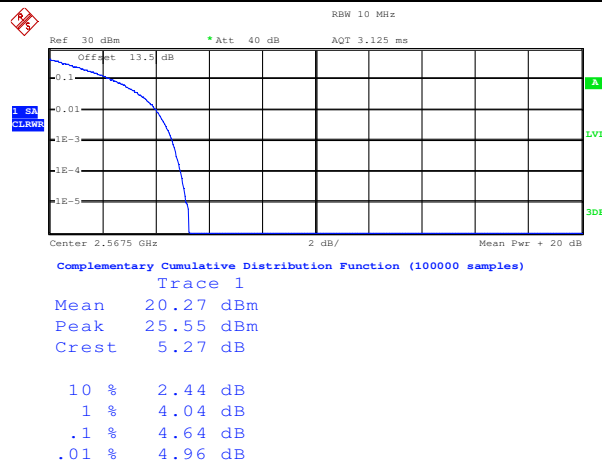 RBW 10 MHz
Ref 30 dBm * Att 40 dB AQT 3.125 ms
Offset 13.5 dB
A
0.1
1 SA
CLRWR
0.01
LVL
1E-3
1E-4
1E-5
3DB
Center 2.5675 GHz 2 dB/ Mean Pwr + 20 dB
Complementary Cumulative Distribution Function (100000 samples)
Trace 1
Mean 20.27 dBm
Peak 25.55 dBm
Crest 5.27 dB
10 % 2.44 dB
1 % 4.04 dB
.1 % 4.64 dB
.01 % 4.96 dB